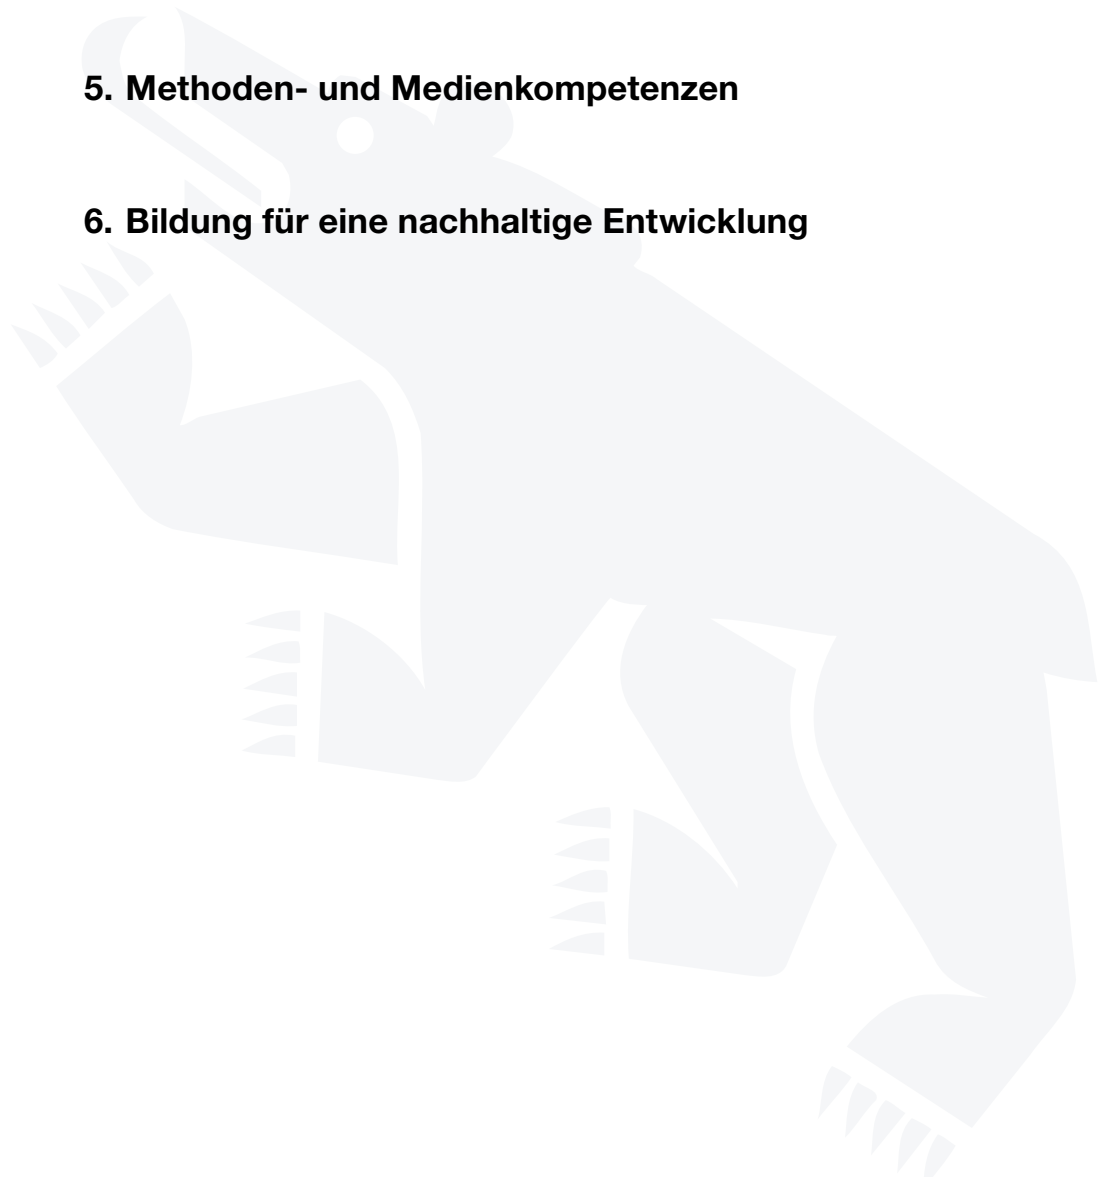 5. Methoden- und Medienkompetenzen
6. Bildung für eine nachhaltige Entwicklung